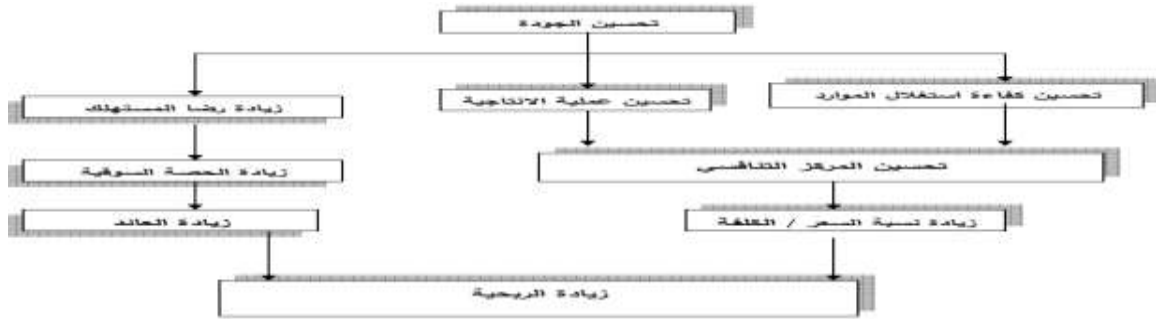 تحسين الجودة
تحسين كفاءة استغلال الموارد
تحسين عملية الانتاجية
زيادة رضا المستهلك
تحسين المركز التنافسي
زيادة الحصة السوقية
زيادة نسبة السعر / الكلفة
زيادة العائد
زيادة الربحية